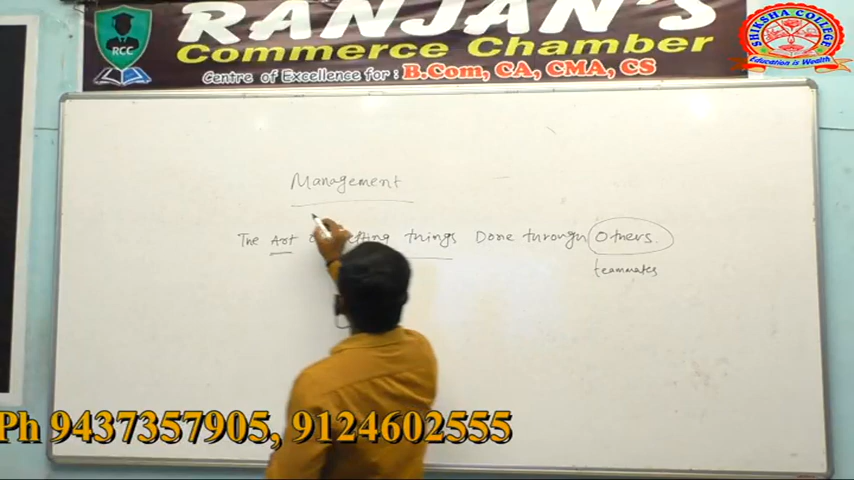 RANJAN'S
Commerce Chamber
Centre of Excellence for : B.Com, CA, CMA, CS
RCC
SHIKSHA COLLEGE
Education is Wealth
Management
The Art things Done through Others.
teammates
Ph 9437357905, 9124602555